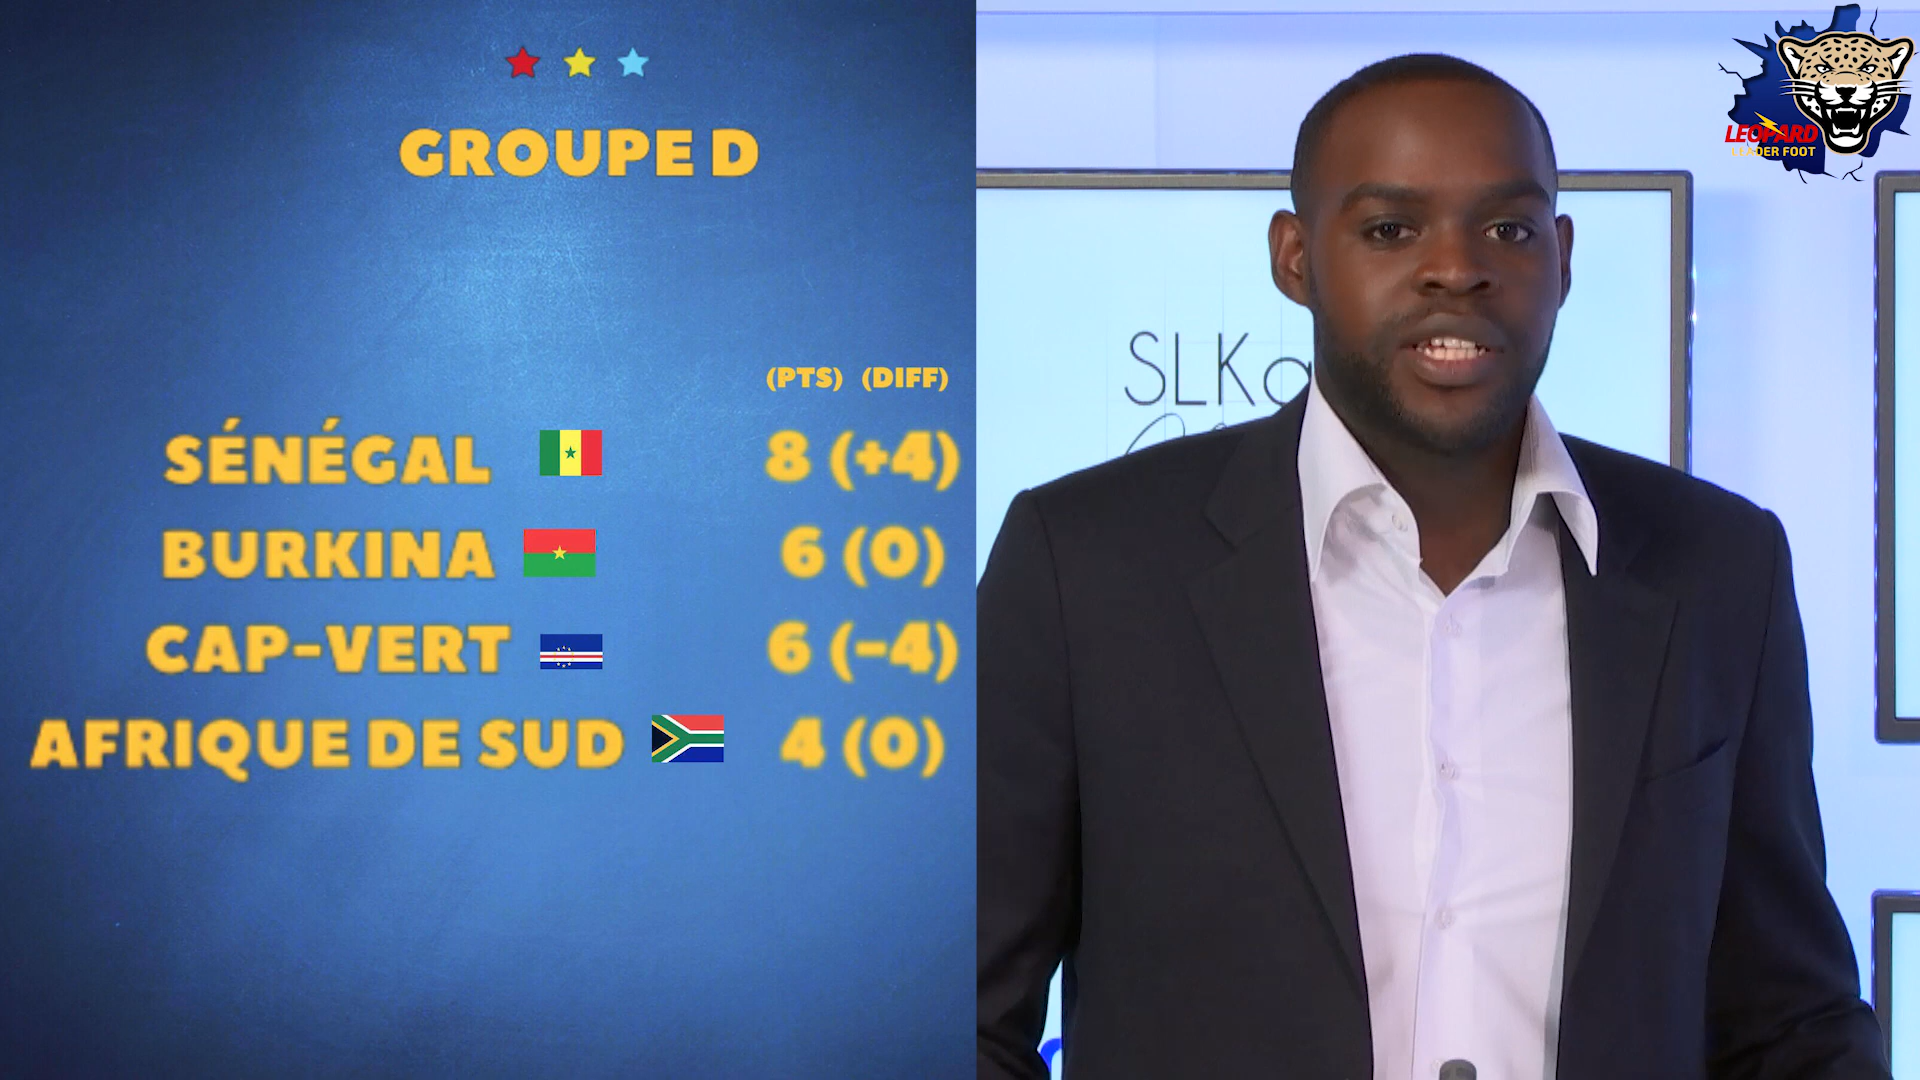 GROUPE D
(PTS) (DIFF)
SÉNÉGAL 8 (+4)
BURKINA 6 (0)
CAP-VERT 6 (-4)
AFRIQUE DE SUD 4 (0)
LEOPARD
LEADER FOOT